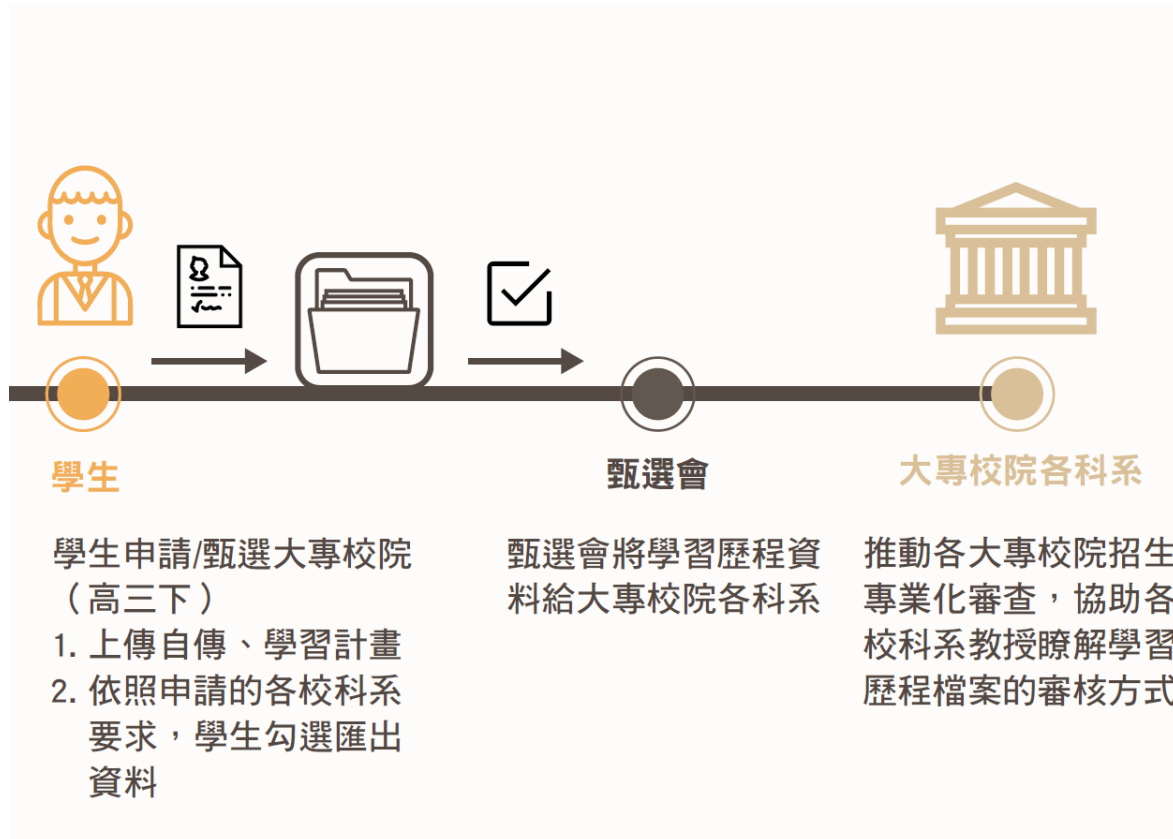 學生
學生申請/甄選大專校院
（高三下）
1. 上傳自傳、學習計畫
2. 依照申請的各校科系
要求，學生勾選匯出
資料
甄選會
甄選會將學習歷程資
料給大專校院各科系
大專校院各科系
推動各大專校院招生
專業化審查，協助各
校科系教授瞭解學習
歷程檔案的審核方式